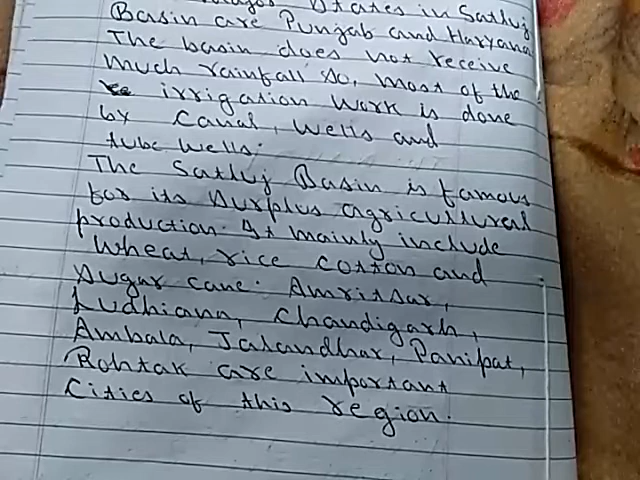 States in Satluj
Basin are Punjab and Haryana
The basin does not receive
much rainfall so, most of the
irrigation work is done
by canal, wells and
tube wells.
The Satluj Basin is famous
for its surplus agricultural
production. It mainly include
Wheat, rice cotton and
Sugar cane. Amritsar,
Ludhiana, Chandigarh,
Ambala, Jalandhar, Panipat,
Rohtak are important
Cities of this region.